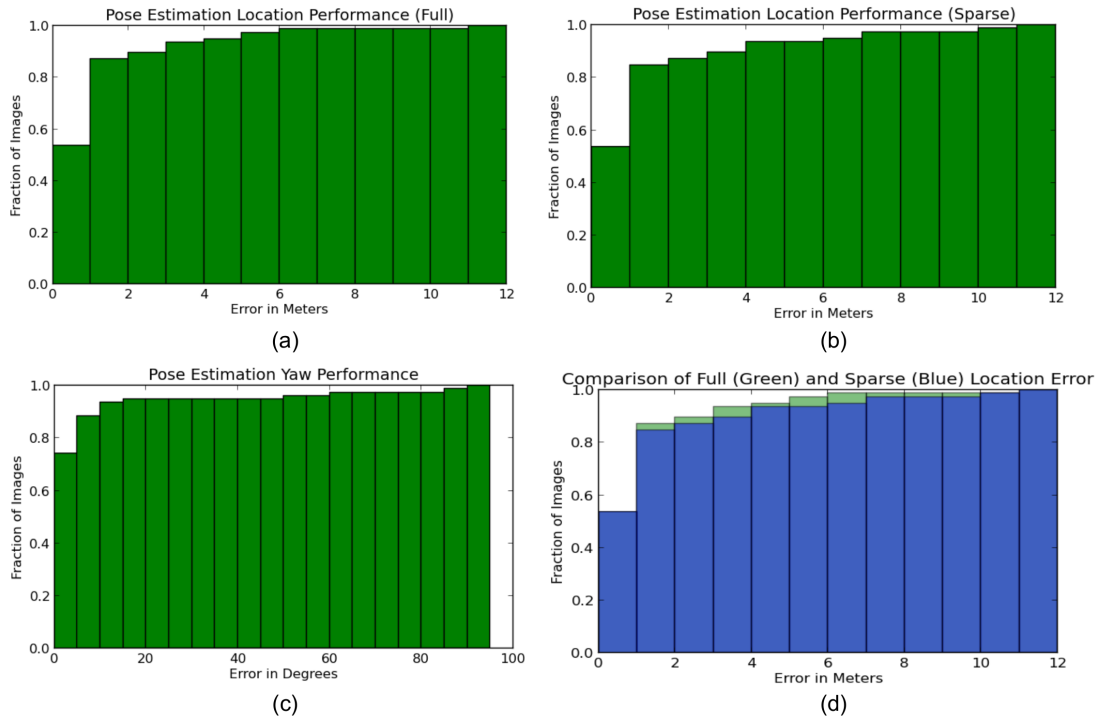 Pose Estimation Location Performance (Full)
Fraction of Images
1.0
0.8
0.6
0.4
0.2
0.0
0 2 4 6 8 10 12
Error in Meters
(a)
Pose Estimation Location Performance (Sparse)
Fraction of Images
1.0
0.8
0.6
0.4
0.2
0.0
0 2 4 6 8 10 12
Error in Meters
(b)
Pose Estimation Yaw Performance
Fraction of Images
1.0
0.8
0.6
0.4
0.2
0.0
0 20 40 60 80 100
Error in Degrees
(c)
Comparison of Full (Green) and Sparse (Blue) Location Error
Fraction of Images
1.0
0.8
0.6
0.4
0.2
0.0
0 2 4 6 8 10 12
Error in Meters
(d)